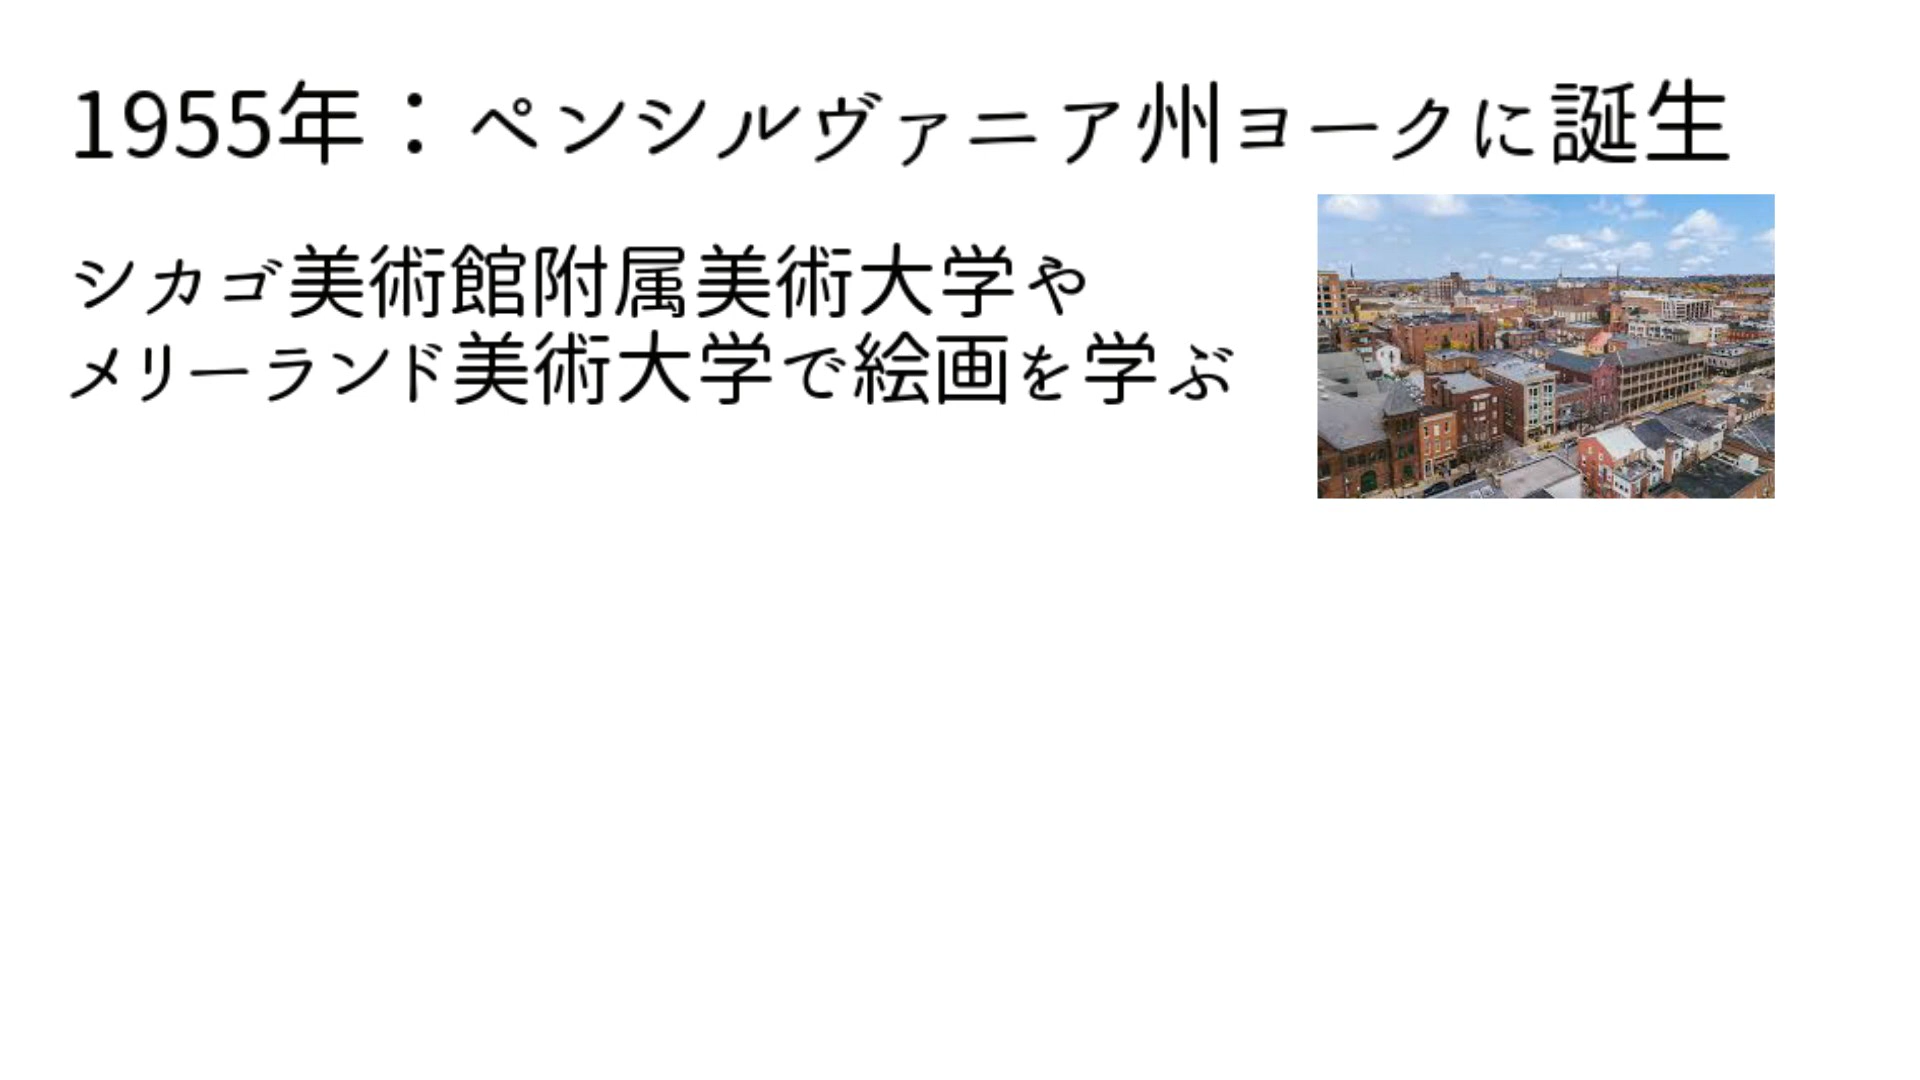 1955年：ペンシルヴァニア州ヨークに誕生
シカゴ美術館附属美術大学や
メリーランド美術大学で絵画を学ぶ